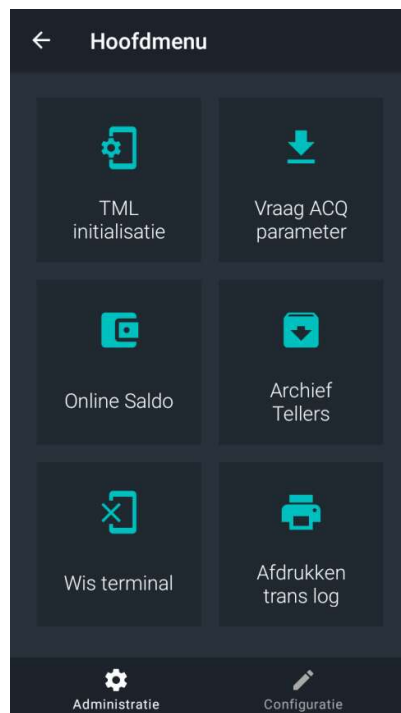 Hoofdmenu
TML
initialisatie
Vraag ACQ
parameter
Online Saldo
Archief
Tellers
Wis terminal
Afdrukken
trans log
Administratie
Configuratie